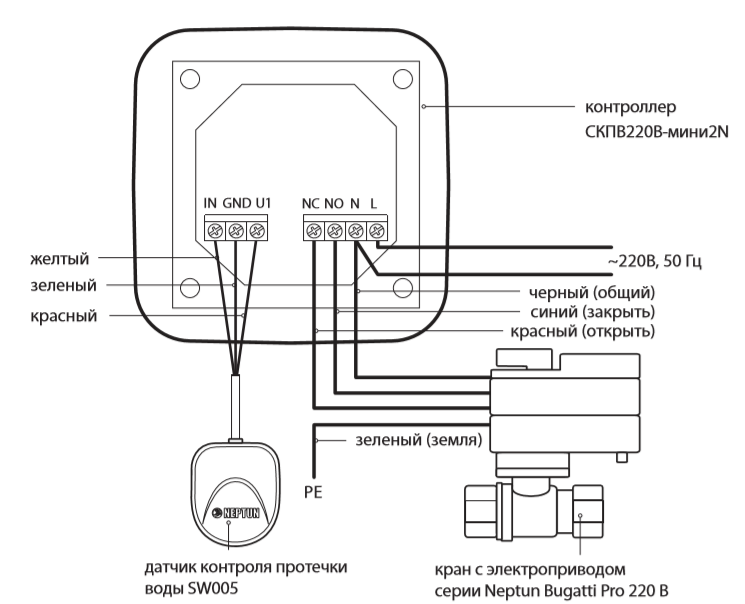 контроллер
СКПВ220В-мини2N
IN GND U1
NC NO N L
желтый
зеленый
красный
~220В, 50 Гц
черный (общий)
синий (закрыть)
красный (открыть)
зеленый (земля)
PE
NEPTUN
датчик контроля протечки
воды SW005
кран с электроприводом
серии Neptun Bugatti Pro 220 В